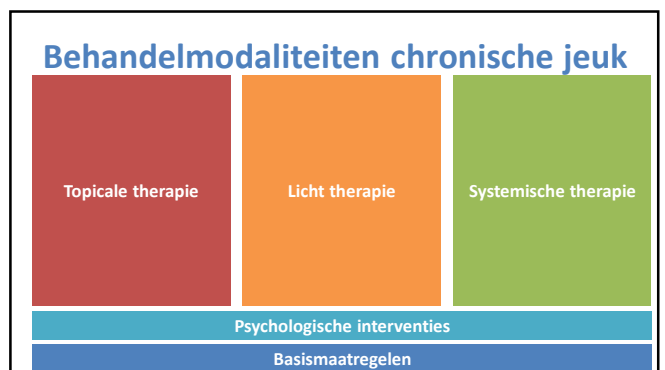 Behandelmodaliteiten chronische jeuk
Topicale therapie
Licht therapie
Systemische therapie
Psychologische interventies
Basismaatregelen